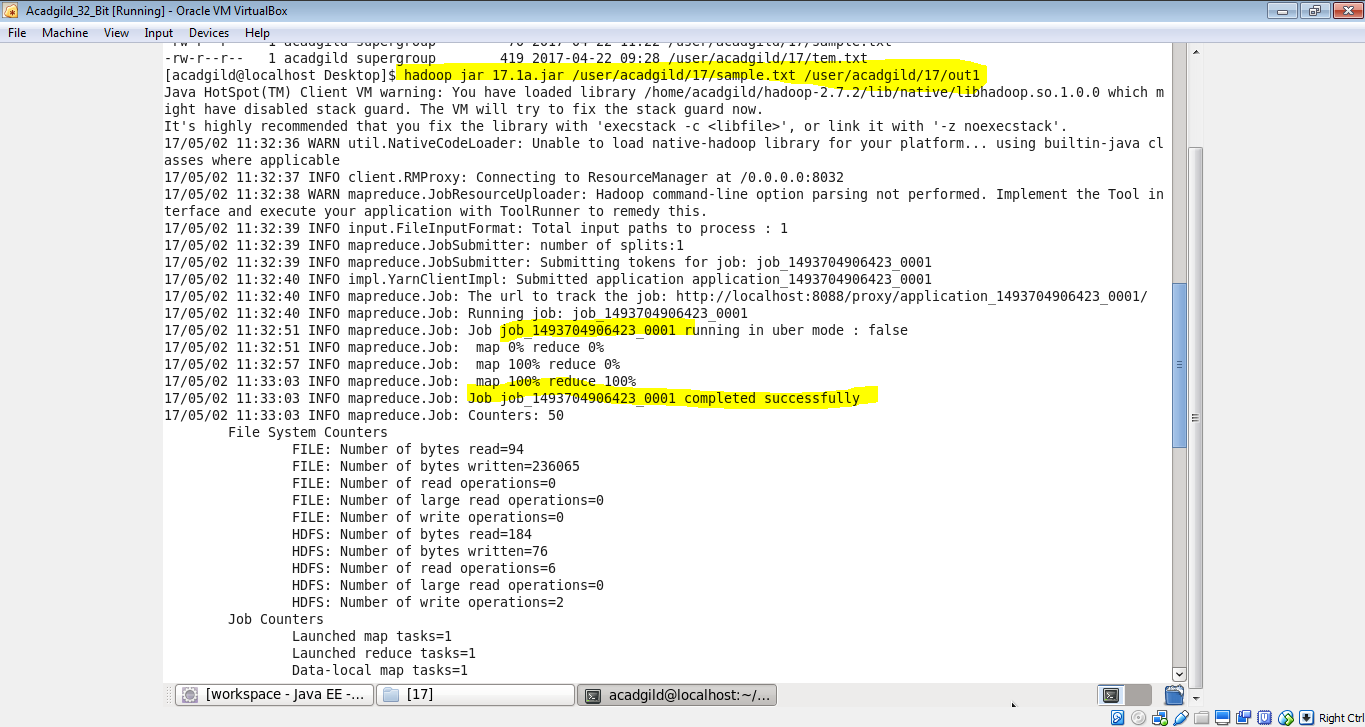 Acadgild_32_Bit [Running] - Oracle VM VirtualBox
File Machine View Input Devices Help
-rw-r--r-- 1 acadgild supergroup 76 2017-04-22 11:22 /user/acadgild/17/sample.txt
-rw-r--r-- 1 acadgild supergroup 419 2017-04-22 09:28 /user/acadgild/17/tem.txt
[acadgild@localhost Desktop]$ hadoop jar 17.1a.jar /user/acadgild/17/sample.txt /user/acadgild/17/out1
Java HotSpot(TM) Client VM warning: You have loaded library /home/acadgild/hadoop-2.7.2/lib/native/libhadoop.so.1.0.0 which m
ight have disabled stack guard. The VM will try to fix the stack guard now.
It's highly recommended that you fix the library with 'execstack -c <libfile>', or link it with '-z noexecstack'.
17/05/02 11:32:36 WARN util.NativeCodeLoader: Unable to load native-hadoop library for your platform... using builtin-java cl
asses where applicable
17/05/02 11:32:37 INFO client.RMProxy: Connecting to ResourceManager at /0.0.0.0:8032
17/05/02 11:32:38 WARN mapreduce.JobResourceUploader: Hadoop command-line option parsing not performed. Implement the Tool in
terface and execute your application with ToolRunner to remedy this.
17/05/02 11:32:39 INFO input.FileInputFormat: Total input paths to process : 1
17/05/02 11:32:39 INFO mapreduce.JobSubmitter: number of splits:1
17/05/02 11:32:39 INFO mapreduce.JobSubmitter: Submitting tokens for job: job_1493704906423_0001
17/05/02 11:32:40 INFO impl.YarnClientImpl: Submitted application application_1493704906423_0001
17/05/02 11:32:40 INFO mapreduce.Job: The url to track the job: http://localhost:8088/proxy/application_1493704906423_0001/
17/05/02 11:32:40 INFO mapreduce.Job: Running job: job_1493704906423_0001
17/05/02 11:32:51 INFO mapreduce.Job: Job job_1493704906423_0001 running in uber mode : false
17/05/02 11:32:51 INFO mapreduce.Job: map 0% reduce 0%
17/05/02 11:32:57 INFO mapreduce.Job: map 100% reduce 0%
17/05/02 11:33:03 INFO mapreduce.Job: map 100% reduce 100%
17/05/02 11:33:03 INFO mapreduce.Job: Job job_1493704906423_0001 completed successfully
17/05/02 11:33:03 INFO mapreduce.Job: Counters: 50
File System Counters
FILE: Number of bytes read=94
FILE: Number of bytes written=236065
FILE: Number of read operations=0
FILE: Number of large read operations=0
FILE: Number of write operations=0
HDFS: Number of bytes read=184
HDFS: Number of bytes written=76
HDFS: Number of read operations=6
HDFS: Number of large read operations=0
HDFS: Number of write operations=2
Job Counters
Launched map tasks=1
Launched reduce tasks=1
Data-local map tasks=1
[workspace - Java EE -... [17] acadgild@localhost:~/...
Right Ctrl